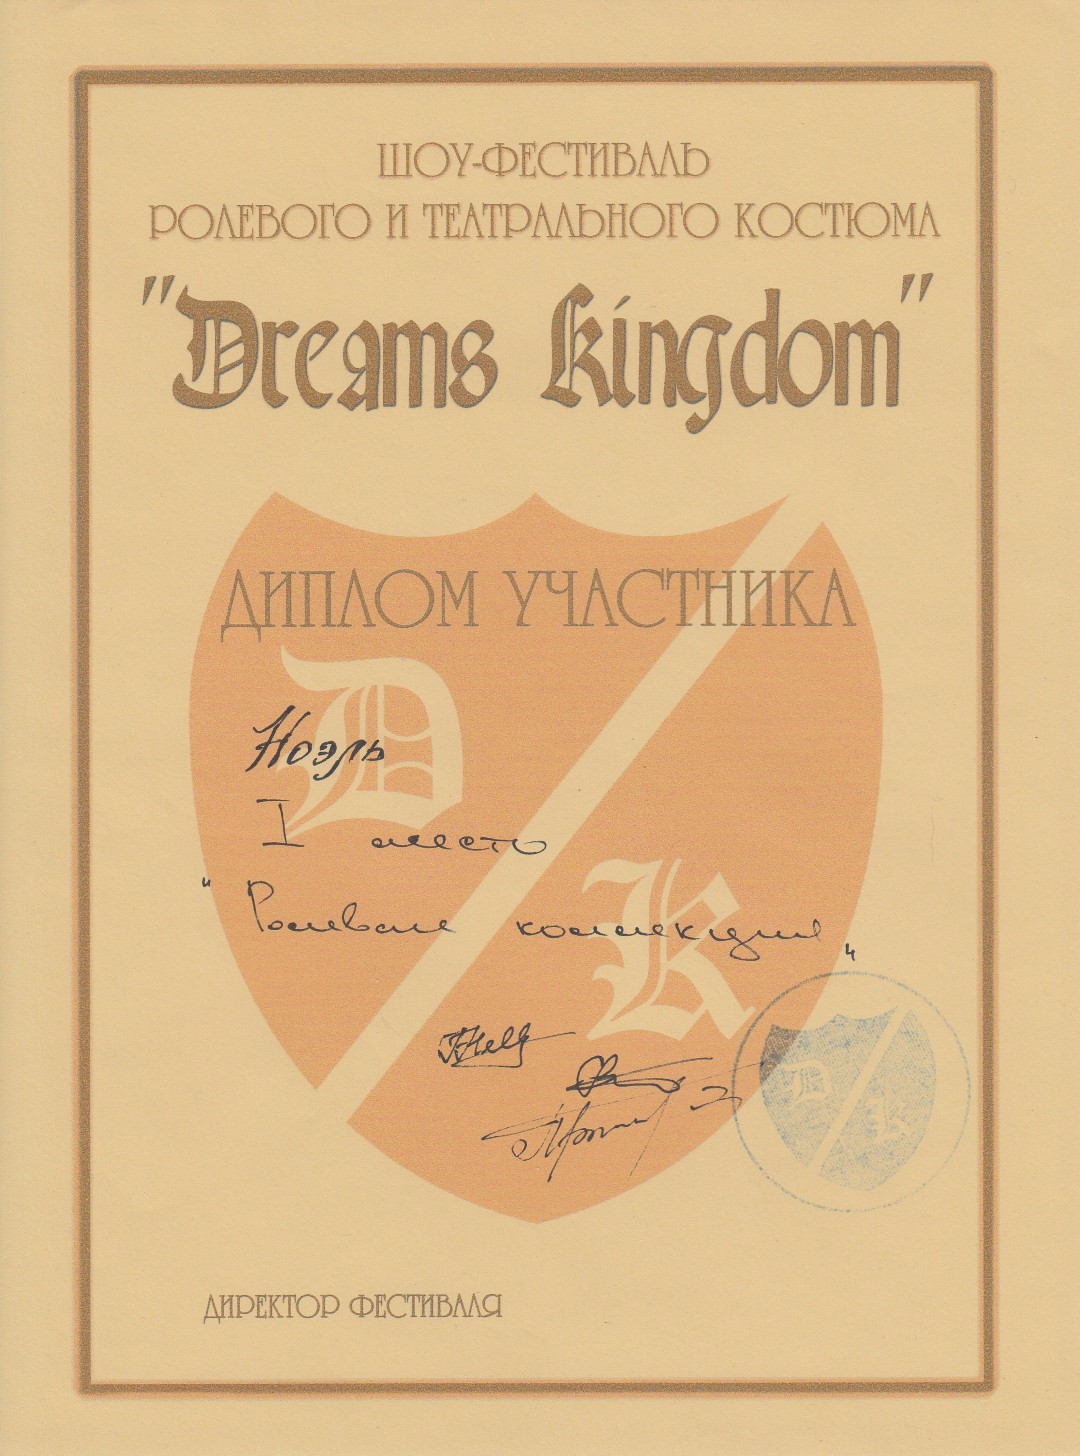 ШОУ-ФЕСТИВАЛЬ
РОЛЕВОГО И ТЕАТРАЛЬНОГО КОСТЮМА
"Dreams Kingdom"
ДИПЛОМ УЧАСТНИКА
D
Ноэль
I место
"Ролевые коллекции"
K
D
K
ДИРЕКТОР ФЕСТИВАЛЯ